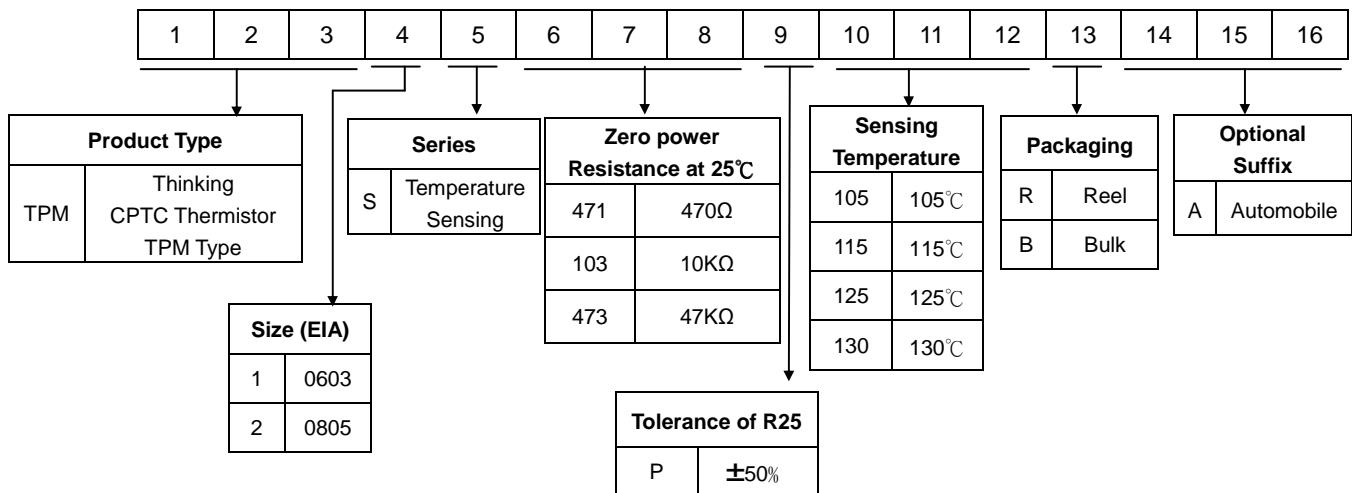 1 2 3 4 5 6 7 8 9 10 11 12 13 14 15 16
Product Type
TPM
Thinking
CPTC Thermistor
TPM Type
Size (EIA)
1 0603
2 0805
Series
S
Temperature
Sensing
Zero power
Resistance at 25℃
471 470Ω
103 10KΩ
473 47KΩ
Tolerance of R25
P ±50%
Sensing
Temperature
105 105℃
115 115℃
125 125℃
130 130℃
Packaging
R Reel
B Bulk
Optional
Suffix
A Automobile